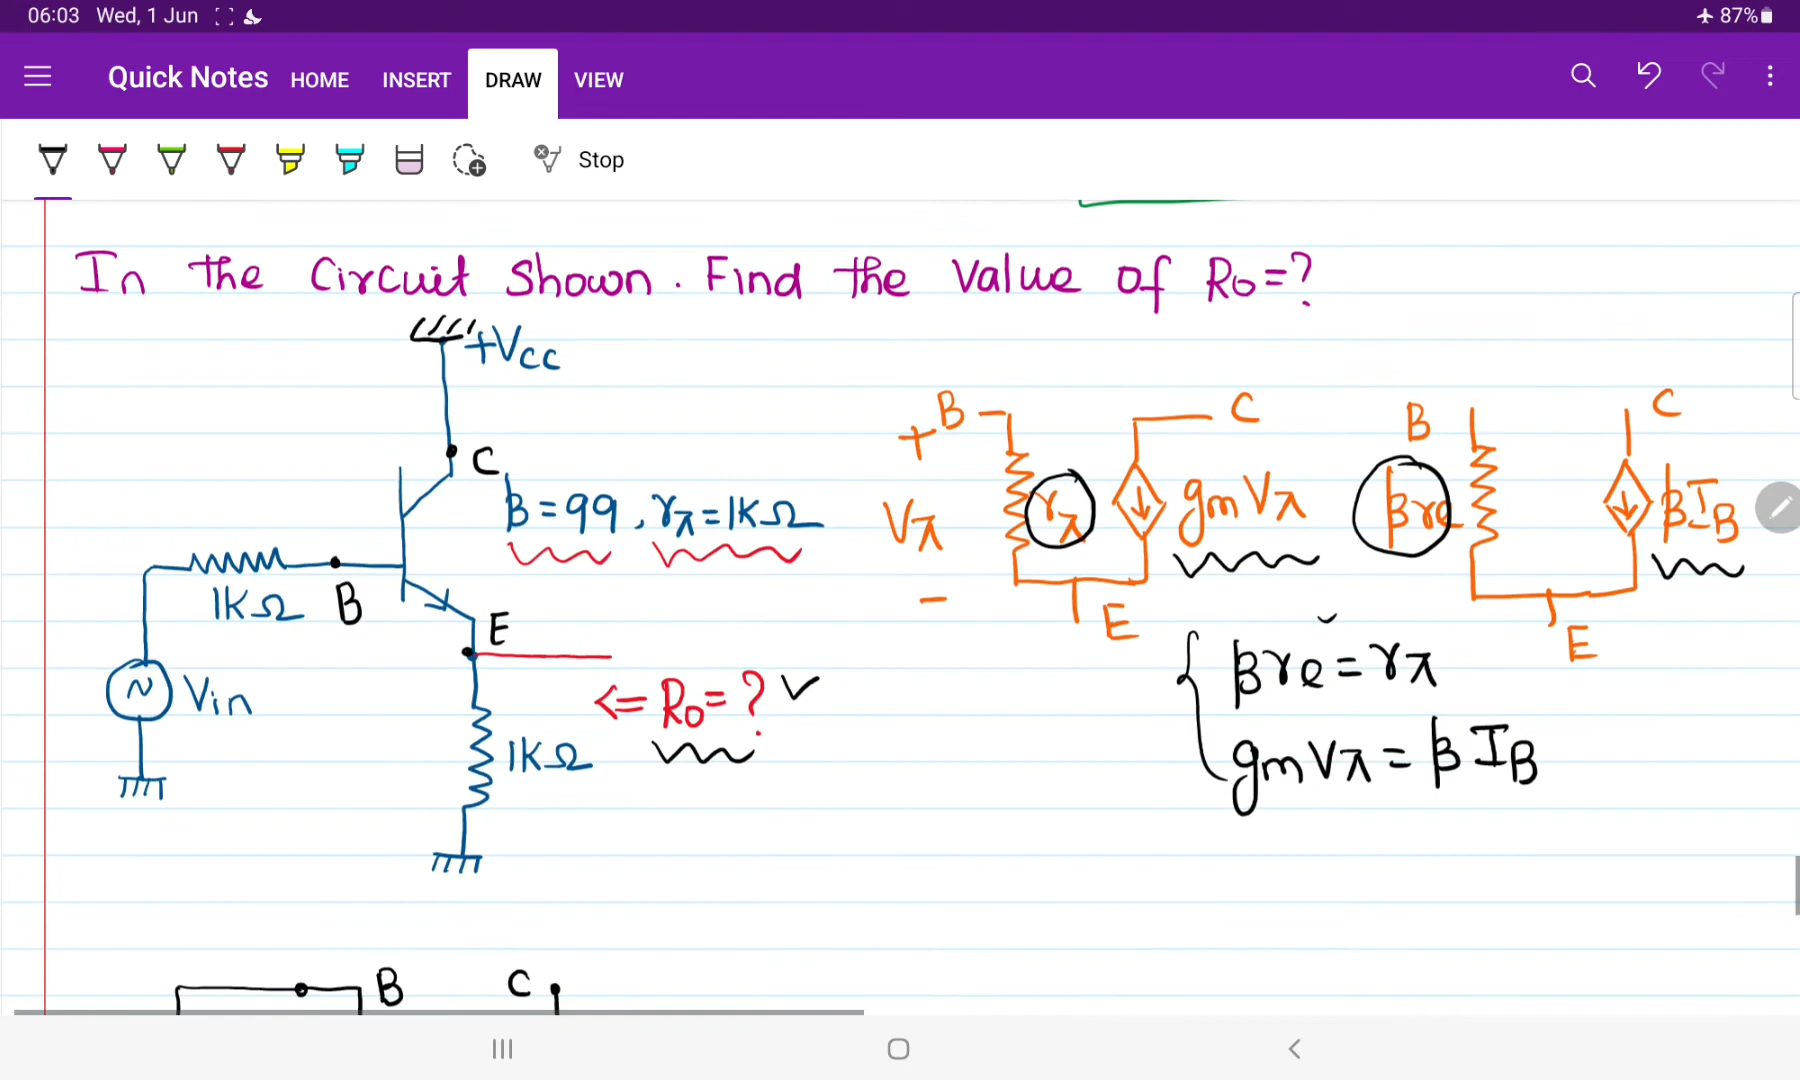 06:03 Wed, 1 Jun
87%
Quick Notes HOME INSERT DRAW VIEW
Stop
In the Circuit Shown. Find the Value of Ro=?
+Vcc
C
β=99, rπ=1KΩ
1KΩ
B
E
Vin
⇐ Ro=?
1KΩ
+
B
C
Vπ
rπ
gmVπ
-
E
B
C
βre
βIB
E
βre=rπ
gmVπ=βIB
B
C